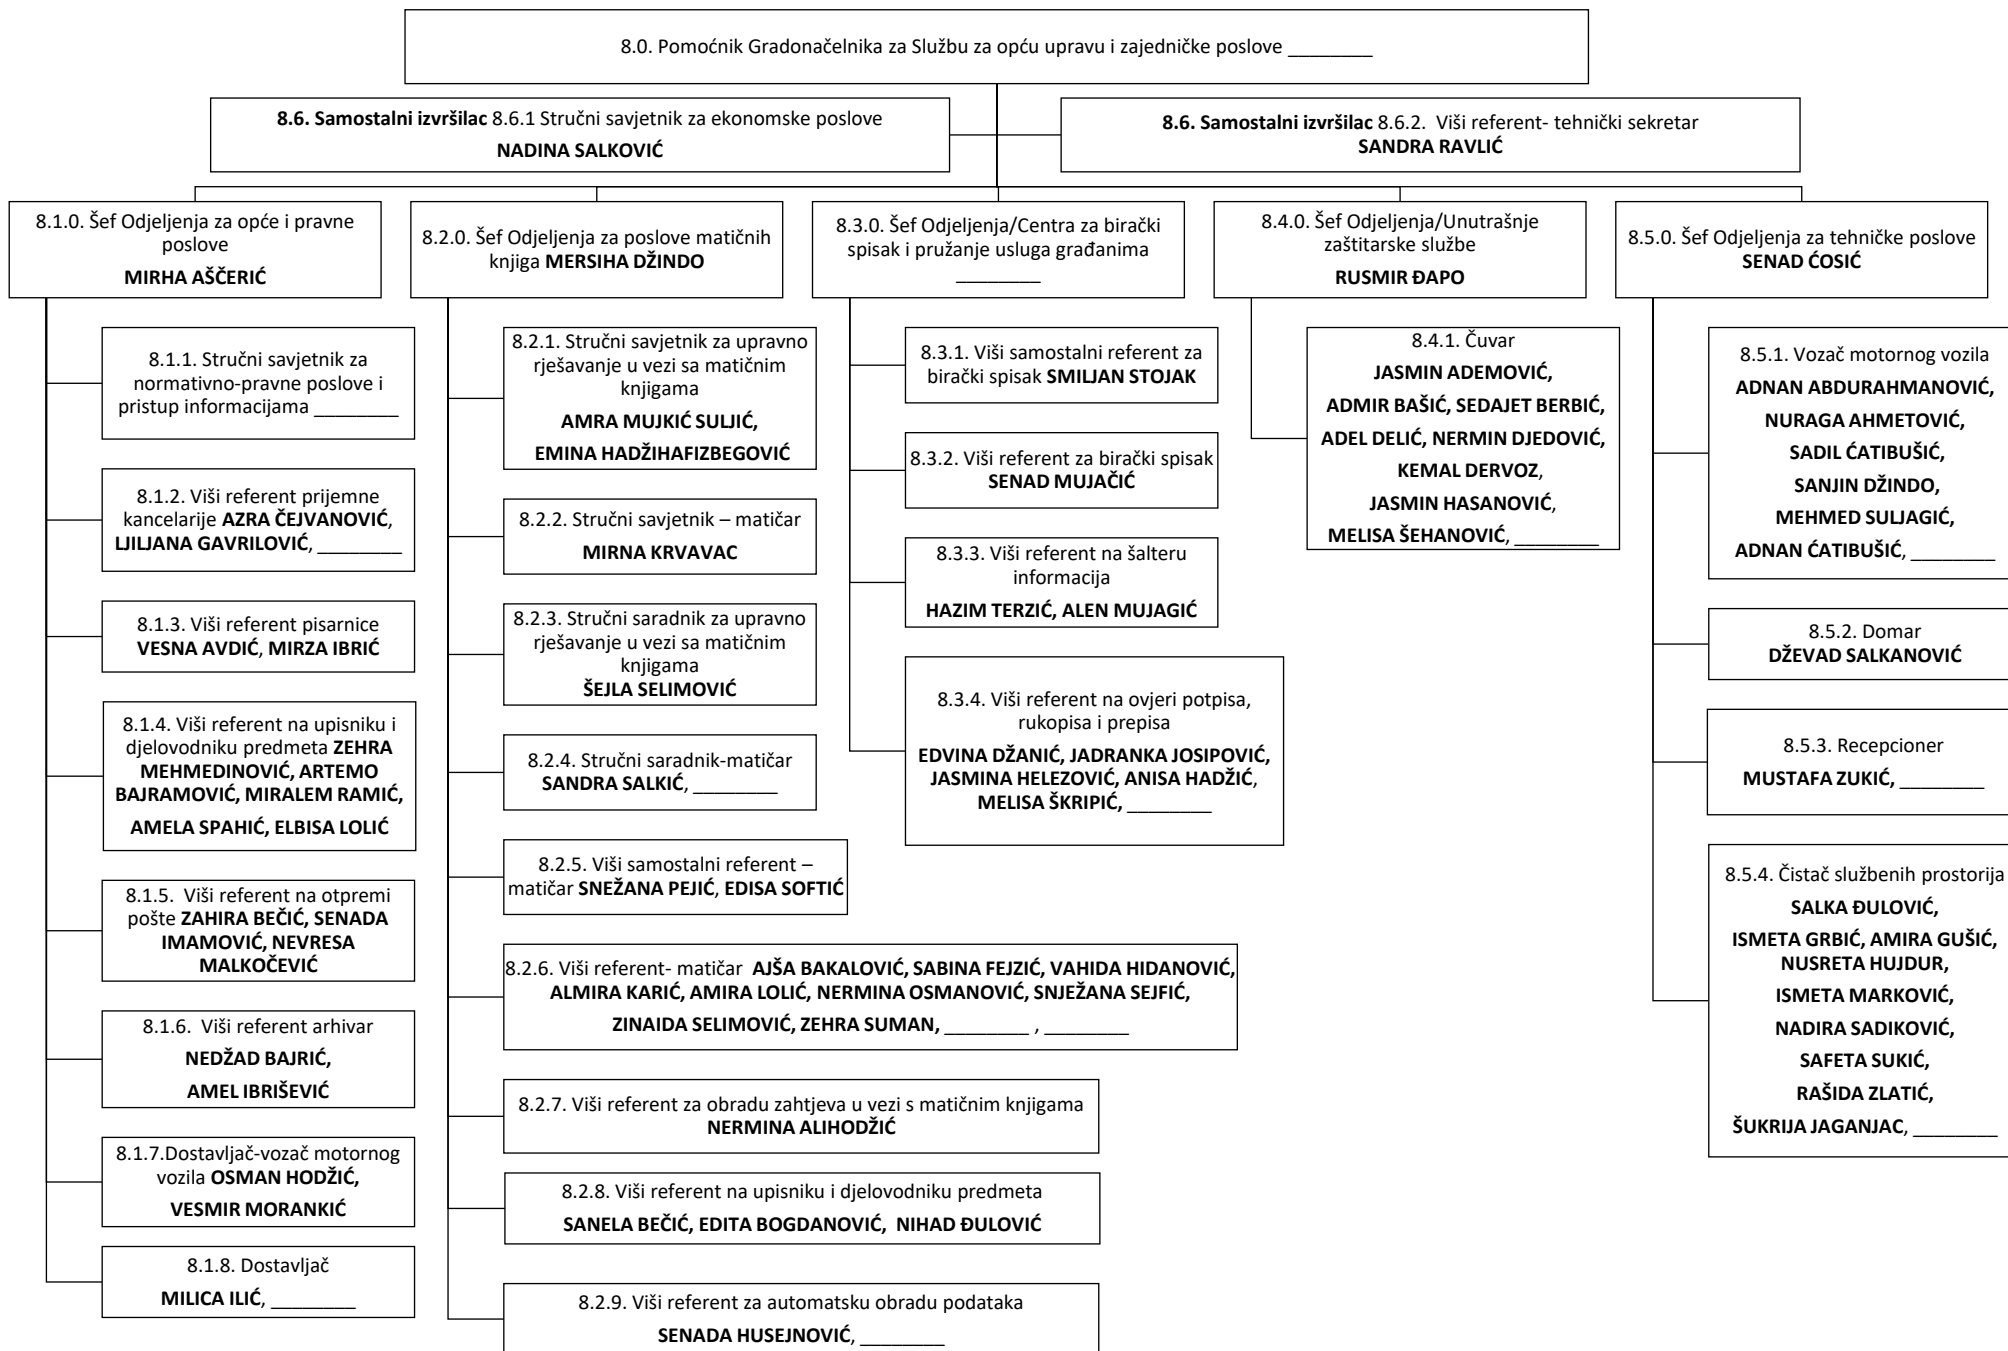 8.0. Pomoćnik Gradonačelnika za Službu za opću upravu i zajedničke poslove ________
8.6. Samostalni izvršilac 8.6.1 Stručni savjetnik za ekonomske poslove
NADINA SALKOVIĆ
8.6. Samostalni izvršilac 8.6.2. Viši referent- tehnički sekretar
SANDRA RAVLIĆ
8.1.0. Šef Odjeljenja za opće i pravne
poslove
MIRHA AŠČERIĆ
8.1.1. Stručni savjetnik za
normativno-pravne poslove i
pristup informacijama ________
8.1.2. Viši referent prijemne
kancelarije AZRA ČEJVANOVIĆ,
LJILJANA GAVRILOVIĆ, ________
8.1.3. Viši referent pisarnice
VESNA AVDIĆ, MIRZA IBRIĆ
8.1.4. Viši referent na upisniku i
djelovodniku predmeta ZEHRA
MEHMEDINOVIĆ, ARTEMO
BAJRAMOVIĆ, MIRALEM RAMIĆ,
AMELA SPAHIĆ, ELBISA LOLIĆ
8.1.5. Viši referent na otpremi
pošte ZAHIRA BEČIĆ, SENADA
IMAMOVIĆ, NEVRESA
MALKOČEVIĆ
8.1.6. Viši referent arhivar
NEDŽAD BAJRIĆ,
AMEL IBRIŠEVIĆ
8.1.7.Dostavljač-vozač motornog
vozila OSMAN HODŽIĆ,
VESMIR MORANKIĆ
8.1.8. Dostavljač
MILICA ILIĆ, ________
8.2.0. Šef Odjeljenja za poslove matičnih
knjiga MERSIHA DŽINDO
8.2.1. Stručni savjetnik za upravno
rješavanje u vezi sa matičnim
knjigama
AMRA MUJKIĆ SULJIĆ,
EMINA HADŽIHAFIZBEGOVIĆ
8.2.2. Stručni savjetnik – matičar
MIRNA KRVAVAC
8.2.3. Stručni saradnik za upravno
rješavanje u vezi sa matičnim
knjigama
ŠEJLA SELIMOVIĆ
8.2.4. Stručni saradnik-matičar
SANDRA SALKIĆ, ________
8.2.5. Viši samostalni referent –
matičar SNEŽANA PEJIĆ, EDISA SOFTIĆ
8.2.6. Viši referent- matičar AJŠA BAKALOVIĆ, SABINA FEJZIĆ, VAHIDA HIDANOVIĆ,
ALMIRA KARIĆ, AMIRA LOLIĆ, NERMINA OSMANOVIĆ, SNJEŽANA SEJFIĆ,
ZINAIDA SELIMOVIĆ, ZEHRA SUMAN, ________ , ________
8.2.7. Viši referent za obradu zahtjeva u vezi s matičnim knjigama
NERMINA ALIHODŽIĆ
8.2.8. Viši referent na upisniku i djelovodniku predmeta
SANELA BEČIĆ, EDITA BOGDANOVIĆ, NIHAD ĐULOVIĆ
8.2.9. Viši referent za automatsku obradu podataka
SENADA HUSEJNOVIĆ, ________
8.3.0. Šef Odjeljenja/Centra za birački
spisak i pružanje usluga građanima
________
8.3.1. Viši samostalni referent za
birački spisak SMILJAN STOJAK
8.3.2. Viši referent za birački spisak
SENAD MUJAČIĆ
8.3.3. Viši referent na šalteru
informacija
HAZIM TERZIĆ, ALEN MUJAGIĆ
8.3.4. Viši referent na ovjeri potpisa,
rukopisa i prepisa
EDVINA DŽANIĆ, JADRANKA JOSIPOVIĆ,
JASMINA HELEZOVIĆ, ANISA HADŽIĆ,
MELISA ŠKRIPIĆ, ________
8.4.0. Šef Odjeljenja/Unutrašnje
zaštitarske službe
RUSMIR ĐAPO
8.4.1. Čuvar
JASMIN ADEMOVIĆ,
ADMIR BAŠIĆ, SEDAJET BERBIĆ,
ADEL DELIĆ, NERMIN DJEDOVIĆ,
KEMAL DERVOZ,
JASMIN HASANOVIĆ,
MELISA ŠEHANOVIĆ, ________
8.5.0. Šef Odjeljenja za tehničke poslove
SENAD ĆOSIĆ
8.5.1. Vozač motornog vozila
ADNAN ABDURAHMANOVIĆ,
NURAGA AHMETOVIĆ,
SADIL ĆATIBUŠIĆ,
SANJIN DŽINDO,
MEHMED SULJAGIĆ,
ADNAN ĆATIBUŠIĆ, ________
8.5.2. Domar
DŽEVAD SALKANOVIĆ
8.5.3. Recepcioner
MUSTAFA ZUKIĆ, ________
8.5.4. Čistač službenih prostorija
SALKA ĐULOVIĆ,
ISMETA GRBIĆ, AMIRA GUŠIĆ,
NUSRETA HUJDUR,
ISMETA MARKOVIĆ,
NADIRA SADIKOVIĆ,
SAFETA SUKIĆ,
RAŠIDA ZLATIĆ,
ŠUKRIJA JAGANJAC, ________